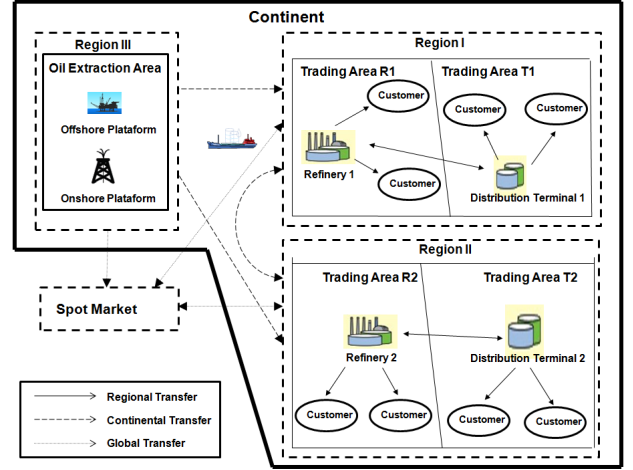 Continent
Region III
Oil Extraction Area
Offshore Plataform
Onshore Plataform
Region I
Trading Area R1
Trading Area T1
Customer
Customer
Customer
Refinery 1
Customer
Distribution Terminal 1
Region II
Trading Area R2
Trading Area T2
Refinery 2
Distribution Terminal 2
Customer
Customer
Customer
Customer
Spot Market
Regional Transfer
Continental Transfer
Global Transfer